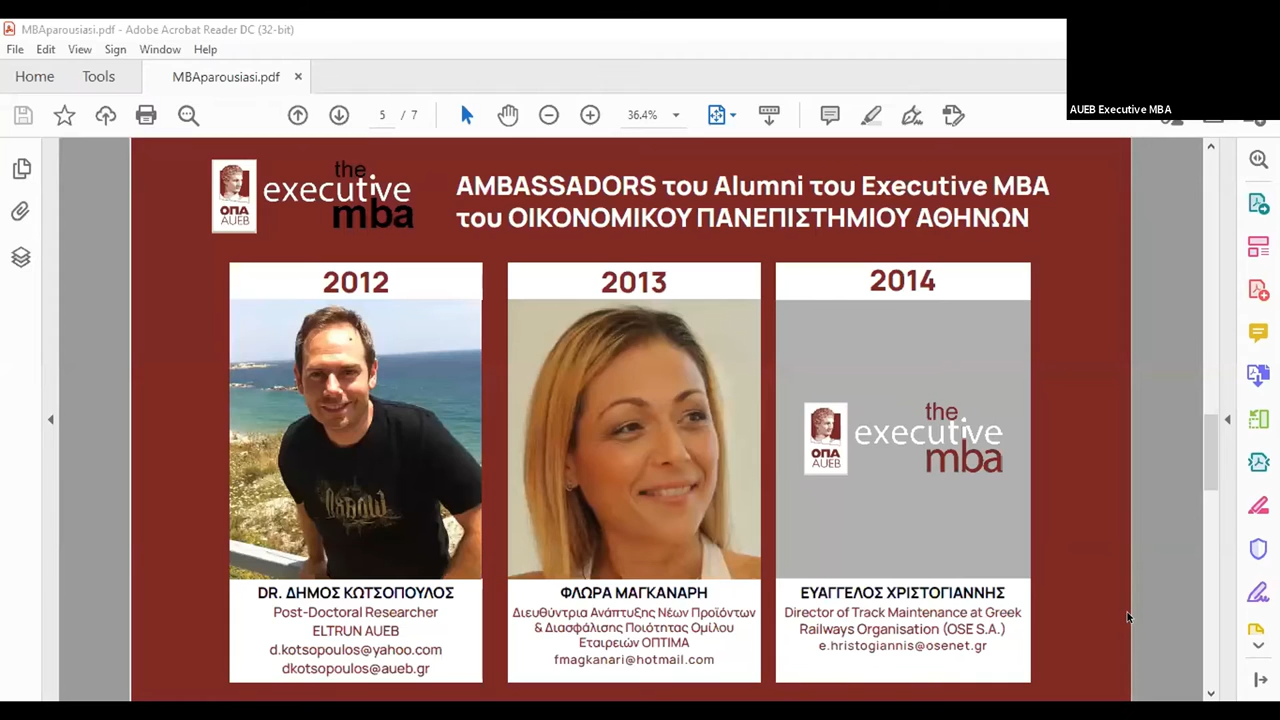 MBAparousiasi.pdf - Adobe Acrobat Reader DC (32-bit)
File Edit View Sign Window Help
Home Tools MBAparousiasi.pdf ×
5 / 7 36.4%
AUEB Executive MBA
ΟΠΑ
AUEB
the
executive
mba
AMBASSADORS του Alumni του Executive MBA
του ΟΙΚΟΝΟΜΙΚΟΥ ΠΑΝΕΠΙΣΤΗΜΙΟΥ ΑΘΗΝΩΝ
2012
DR. ΔΗΜΟΣ ΚΩΤΣΟΠΟΥΛΟΣ
Post-Doctoral Researcher
ELTRUN AUEB
d.kotsopoulos@yahoo.com
dkotsopoulos@aueb.gr
2013
ΦΛΩΡΑ ΜΑΓΚΑΝΑΡΗ
Διευθύντρια Ανάπτυξης Νέων Προϊόντων
& Διασφάλισης Ποιότητας Ομίλου
Εταιρειών ΟΠΤΙΜΑ
fmagkanari@hotmail.com
2014
ΟΠΑ
AUEB
the
executive
mba
ΕΥΑΓΓΕΛΟΣ ΧΡΙΣΤΟΓΙΑΝΝΗΣ
Director of Track Maintenance at Greek
Railways Organisation (OSE S.A.)
e.hristogiannis@osenet.gr